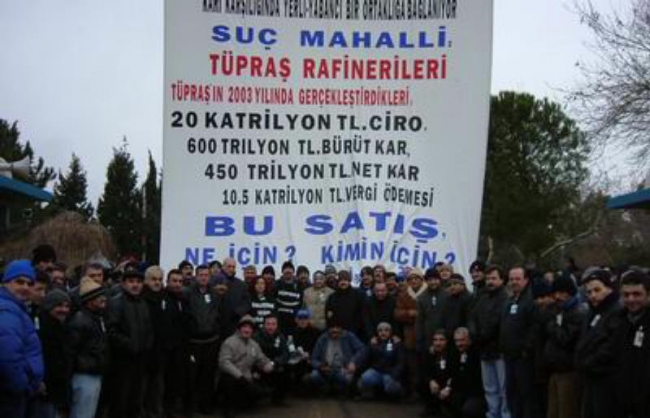 KARI KARŞILIĞINDA YERLİ-YABANCI BİR ORTAKLIĞA BAĞLANIYOR
SUÇ MAHALLİ:
TÜPRAŞ RAFİNERİLERİ
TÜPRAŞ'IN 2003 YILINDA GERÇEKLEŞTİRDİKLERİ,
20 KATRİLYON TL.CİRO,
600 TRİLYON TL.BÜRÜT KAR,
450 TRİLYON TL.NET KAR
10.5 KATRİLYON TL.VERGİ ÖDEMESİ
BU SATIŞ,
NE İÇİN? KİMİN İÇİN?